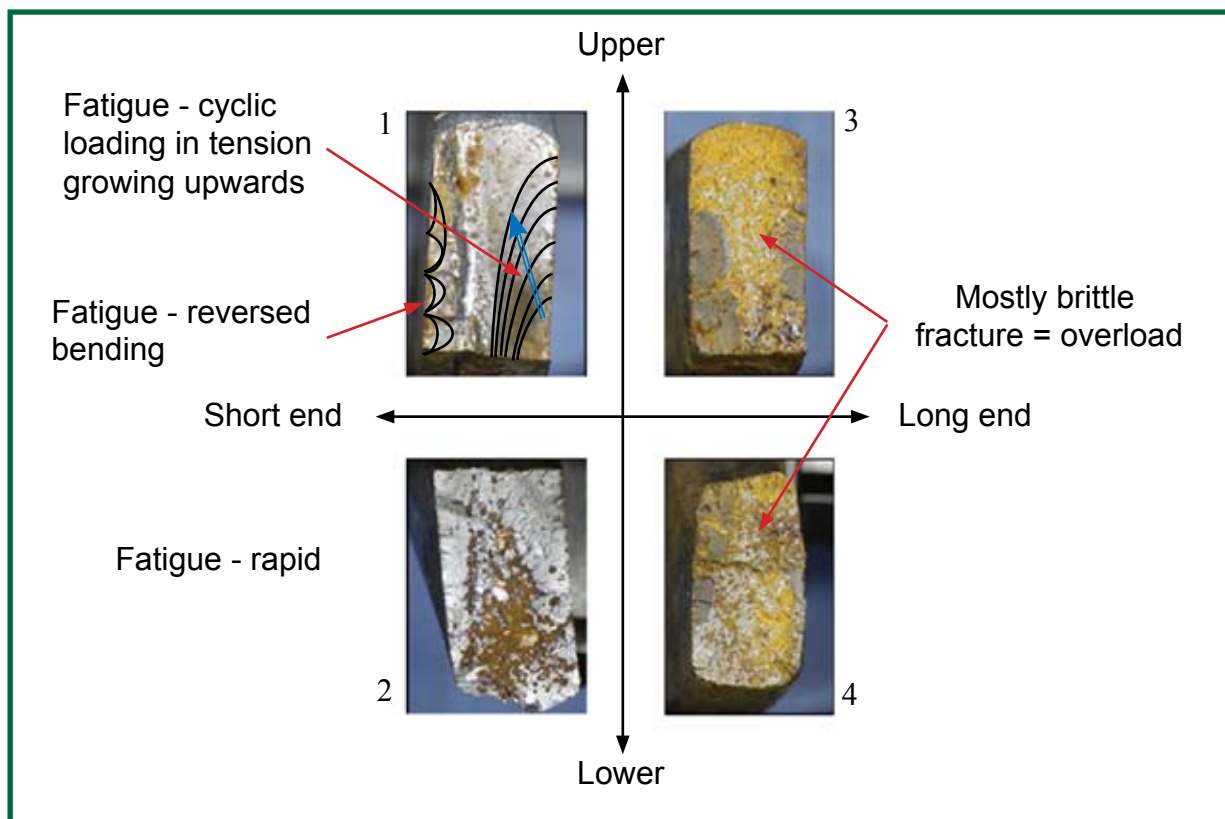 Upper
Fatigue - cyclic
loading in tension
growing upwards
1
3
Fatigue - reversed
bending
Mostly brittle
fracture = overload
Short end
Long end
Fatigue - rapid
2
4
Lower